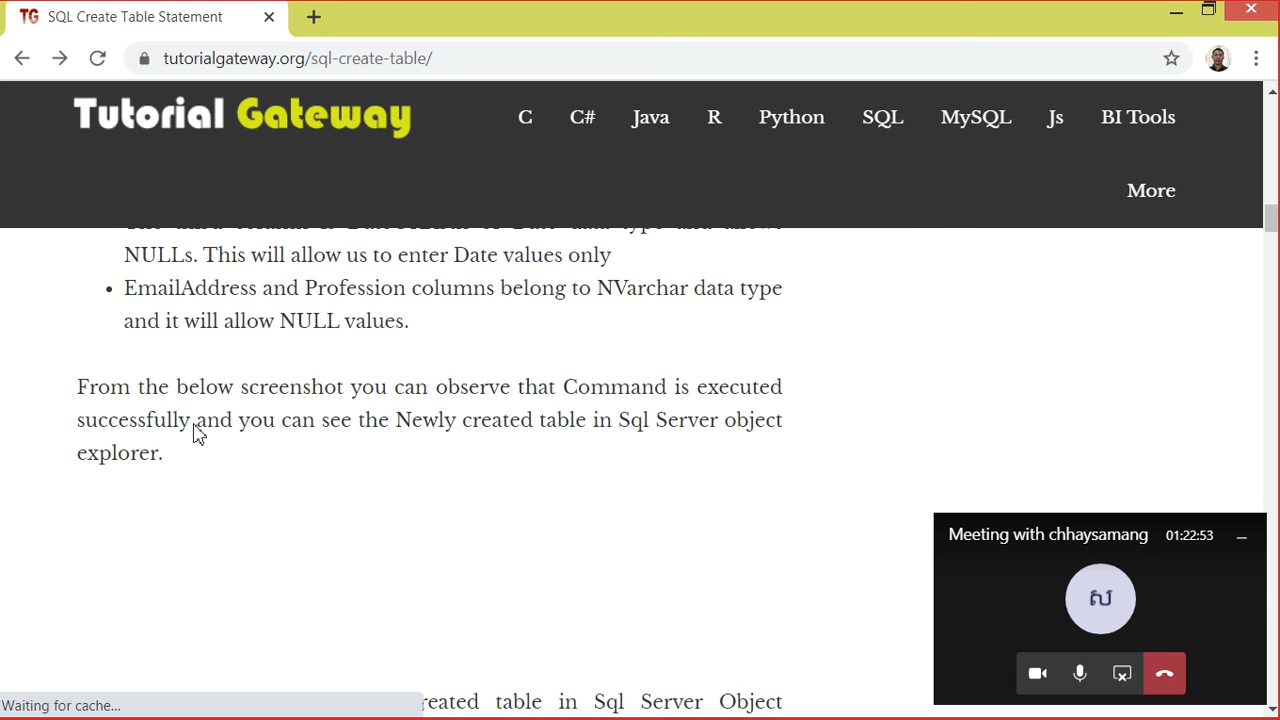 TG SQL Create Table Statement
tutorialgateway.org/sql-create-table/
Tutorial Gateway
C C# Java R Python SQL MySQL Js BI Tools
More
NULLs. This will allow us to enter Date values only
EmailAddress and Profession columns belong to NVarchar data type
and it will allow NULL values.
From the below screenshot you can observe that Command is executed
successfully and you can see the Newly created table in Sql Server object
explorer.
Meeting with chhaysamang 01:22:53
ស
Waiting for cache...
reated table in Sql Server Object